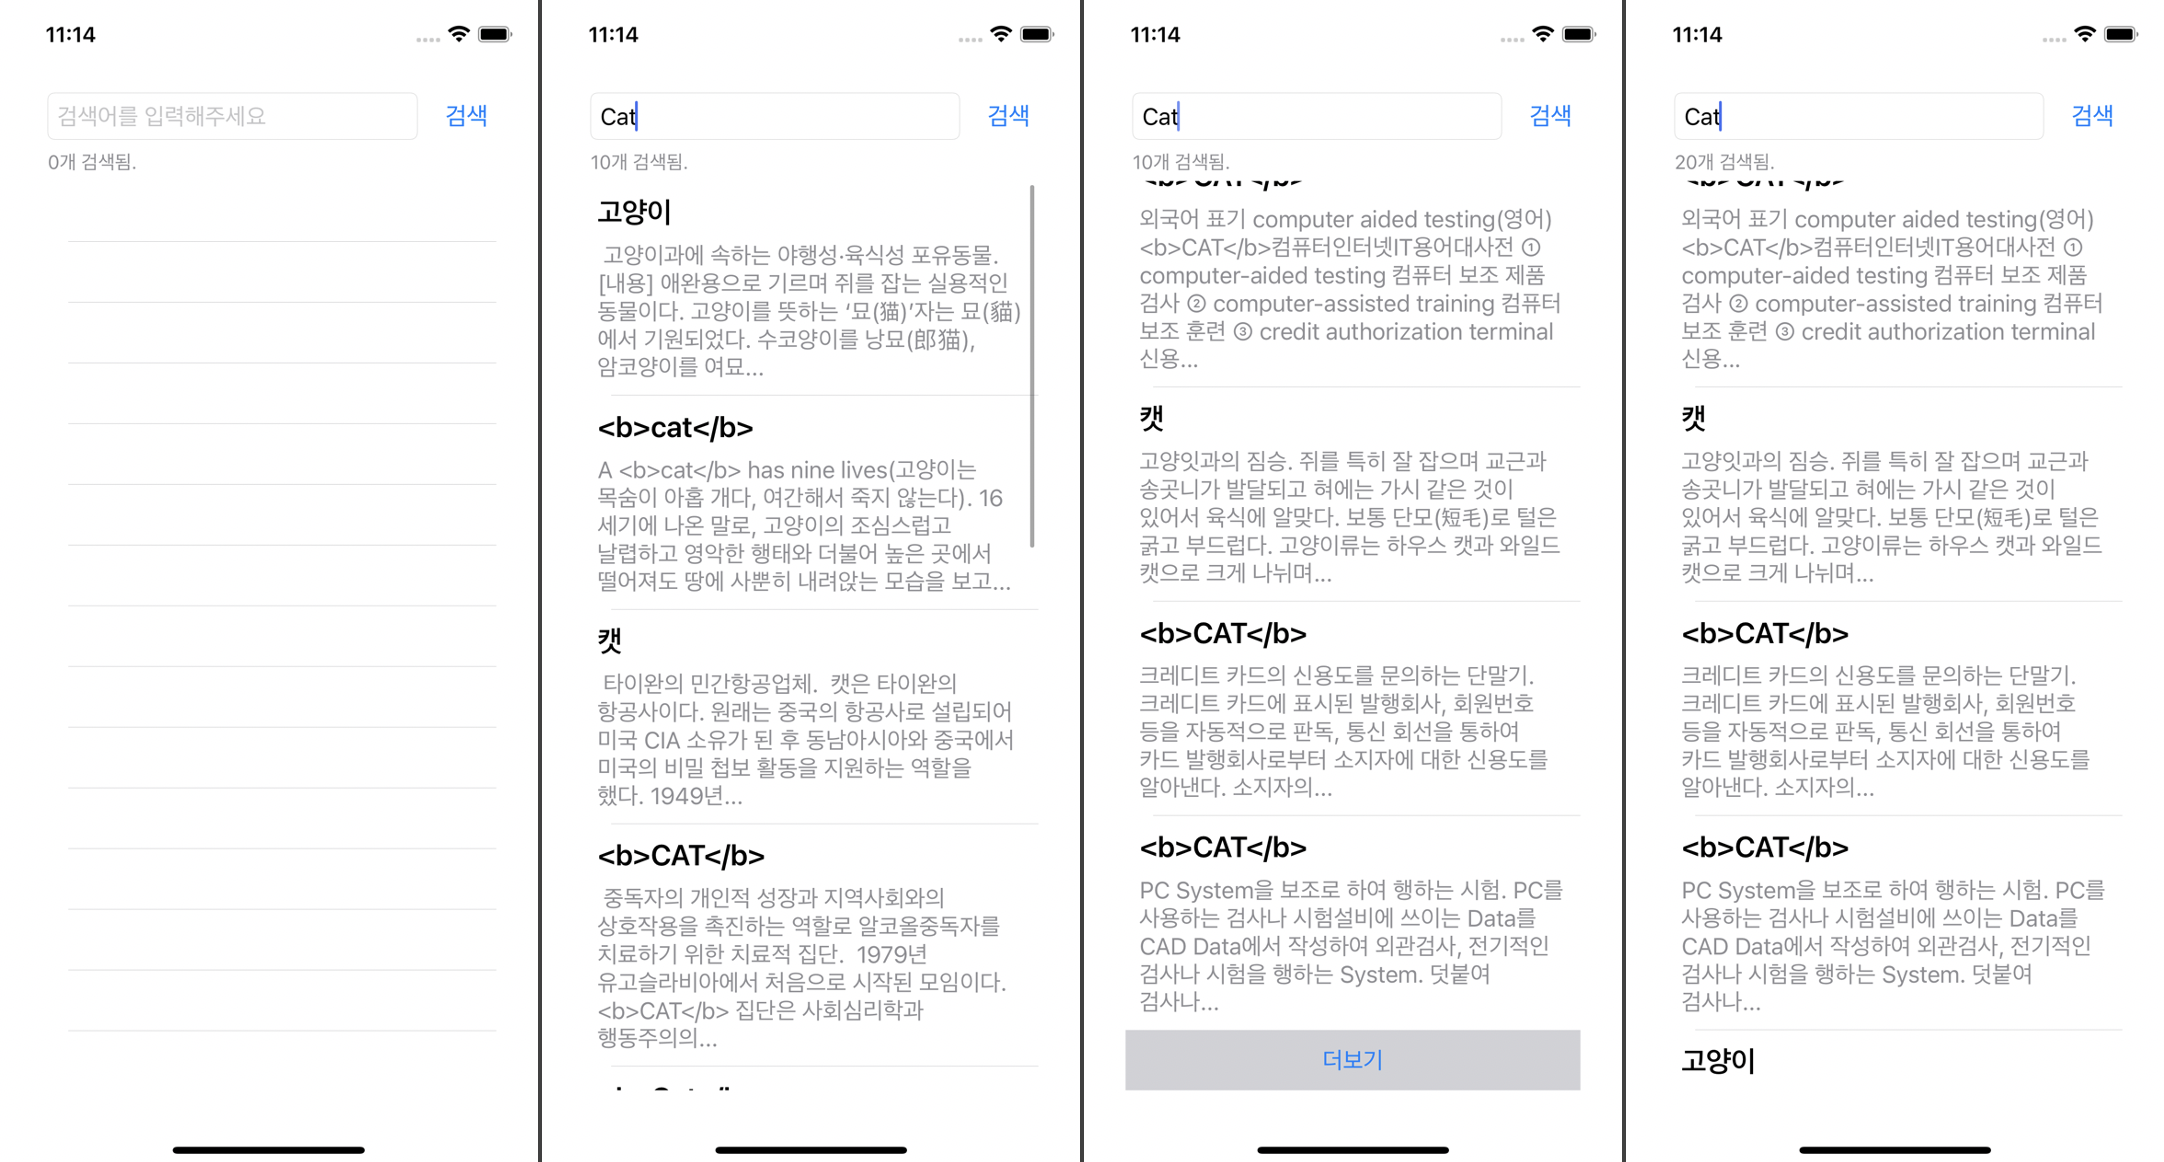 11:14
검색어를 입력해주세요
검색
0개 검색됨.
11:14
Cat
검색
10개 검색됨.
고양이
고양이과에 속하는 야행성·육식성 포유동물.
[내용] 애완용으로 기르며 쥐를 잡는 실용적인
동물이다. 고양이를 뜻하는 ‘묘(猫)’자는 묘(貓)
에서 기원되었다. 수코양이를 낭묘(郎猫),
암코양이를 여묘...
<b>cat</b>
A <b>cat</b> has nine lives(고양이는
목숨이 아홉 개다, 여간해서 죽지 않는다). 16
세기에 나온 말로, 고양이의 조심스럽고
날렵하고 영악한 행태와 더불어 높은 곳에서
떨어져도 땅에 사뿐히 내려앉는 모습을 보고...
캣
타이완의 민간항공업체.  캣은 타이완의
항공사이다. 원래는 중국의 항공사로 설립되어
미국 CIA 소유가 된 후 동남아시아와 중국에서
미국의 비밀 첩보 활동을 지원하는 역할을
했다. 1949년...
<b>CAT</b>
중독자의 개인적 성장과 지역사회와의
상호작용을 촉진하는 역할로 알코올중독자를
치료하기 위한 치료적 집단.  1979년
유고슬라비아에서 처음으로 시작된 모임이다.
<b>CAT</b> 집단은 사회심리학과
행동주의의...
11:14
Cat
검색
10개 검색됨.
<b>CAT</b>
외국어 표기 computer aided testing(영어)
<b>CAT</b>컴퓨터인터넷IT용어대사전 ①
computer-aided testing 컴퓨터 보조 제품
검사 ② computer-assisted training 컴퓨터
보조 훈련 ③ credit authorization terminal
신용...
캣
고양잇과의 짐승. 쥐를 특히 잘 잡으며 교근과
송곳니가 발달되고 혀에는 가시 같은 것이
있어서 육식에 알맞다. 보통 단모(短毛)로 털은
굵고 부드럽다. 고양이류는 하우스 캣과 와일드
캣으로 크게 나뉘며...
<b>CAT</b>
크레디트 카드의 신용도를 문의하는 단말기.
크레디트 카드에 표시된 발행회사, 회원번호
등을 자동적으로 판독, 통신 회선을 통하여
카드 발행회사로부터 소지자에 대한 신용도를
알아낸다. 소지자의...
<b>CAT</b>
PC System을 보조로 하여 행하는 시험. PC를
사용하는 검사나 시험설비에 쓰이는 Data를
CAD Data에서 작성하여 외관검사, 전기적인
검사나 시험을 행하는 System. 덧붙여
검사나...
더보기
11:14
Cat
검색
20개 검색됨.
<b>CAT</b>
외국어 표기 computer aided testing(영어)
<b>CAT</b>컴퓨터인터넷IT용어대사전 ①
computer-aided testing 컴퓨터 보조 제품
검사 ② computer-assisted training 컴퓨터
보조 훈련 ③ credit authorization terminal
신용...
캣
고양잇과의 짐승. 쥐를 특히 잘 잡으며 교근과
송곳니가 발달되고 혀에는 가시 같은 것이
있어서 육식에 알맞다. 보통 단모(短毛)로 털은
굵고 부드럽다. 고양이류는 하우스 캣과 와일드
캣으로 크게 나뉘며...
<b>CAT</b>
크레디트 카드의 신용도를 문의하는 단말기.
크레디트 카드에 표시된 발행회사, 회원번호
등을 자동적으로 판독, 통신 회선을 통하여
카드 발행회사로부터 소지자에 대한 신용도를
알아낸다. 소지자의...
<b>CAT</b>
PC System을 보조로 하여 행하는 시험. PC를
사용하는 검사나 시험설비에 쓰이는 Data를
CAD Data에서 작성하여 외관검사, 전기적인
검사나 시험을 행하는 System. 덧붙여
검사나...
고양이